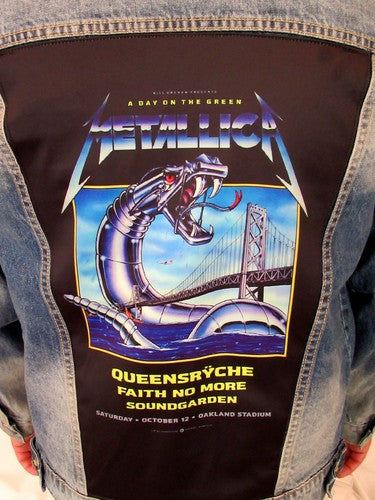 BILL GRAHAM PRESENTS
A DAY ON THE GREEN
METALLICA
QUEENSRŸCHE
FAITH NO MORE
SOUNDGARDEN
SATURDAY • OCTOBER 12 • OAKLAND STADIUM